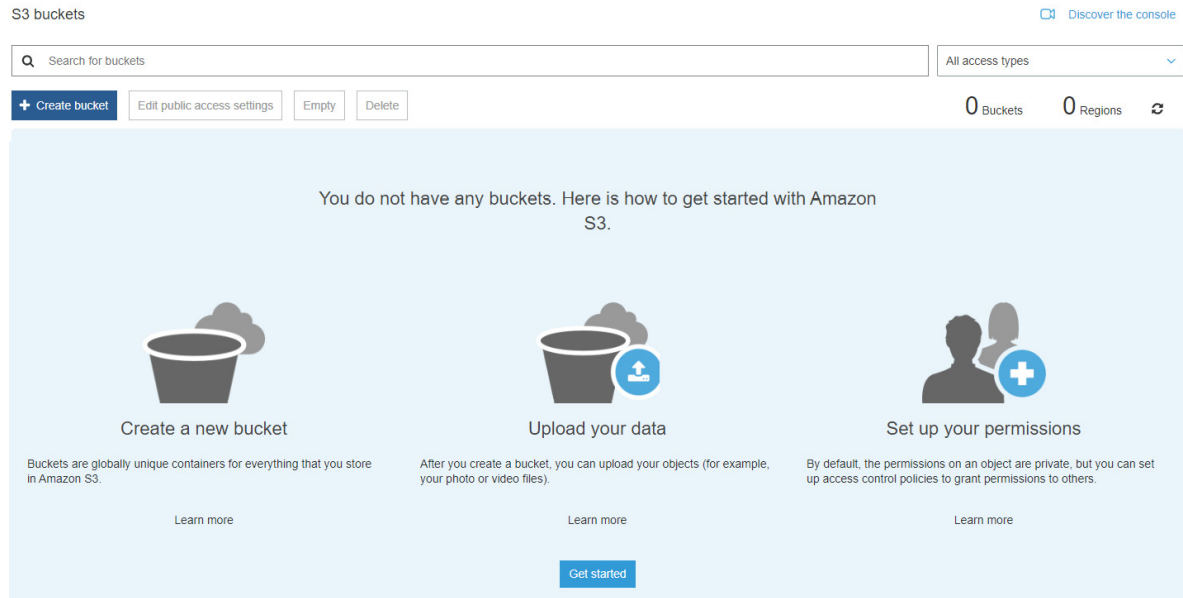 S3 buckets
Discover the console
Search for buckets
All access types
Create bucket
Edit public access settings
Empty
Delete
0 Buckets
0 Regions
You do not have any buckets. Here is how to get started with Amazon
S3.
Create a new bucket
Buckets are globally unique containers for everything that you store
in Amazon S3.
Learn more
Upload your data
After you create a bucket, you can upload your objects (for example,
your photo or video files).
Learn more
Set up your permissions
By default, the permissions on an object are private, but you can set
up access control policies to grant permissions to others.
Learn more
Get started